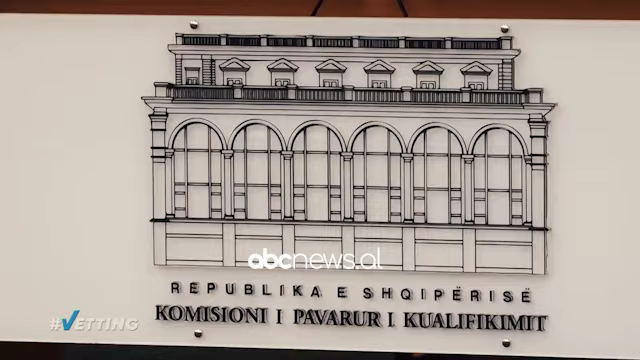 abcnews.al
REPUBLIKA E SHQIPËRISË
KOMISIONI I PAVARUR I KUALIFIKIMIT
#VETTING